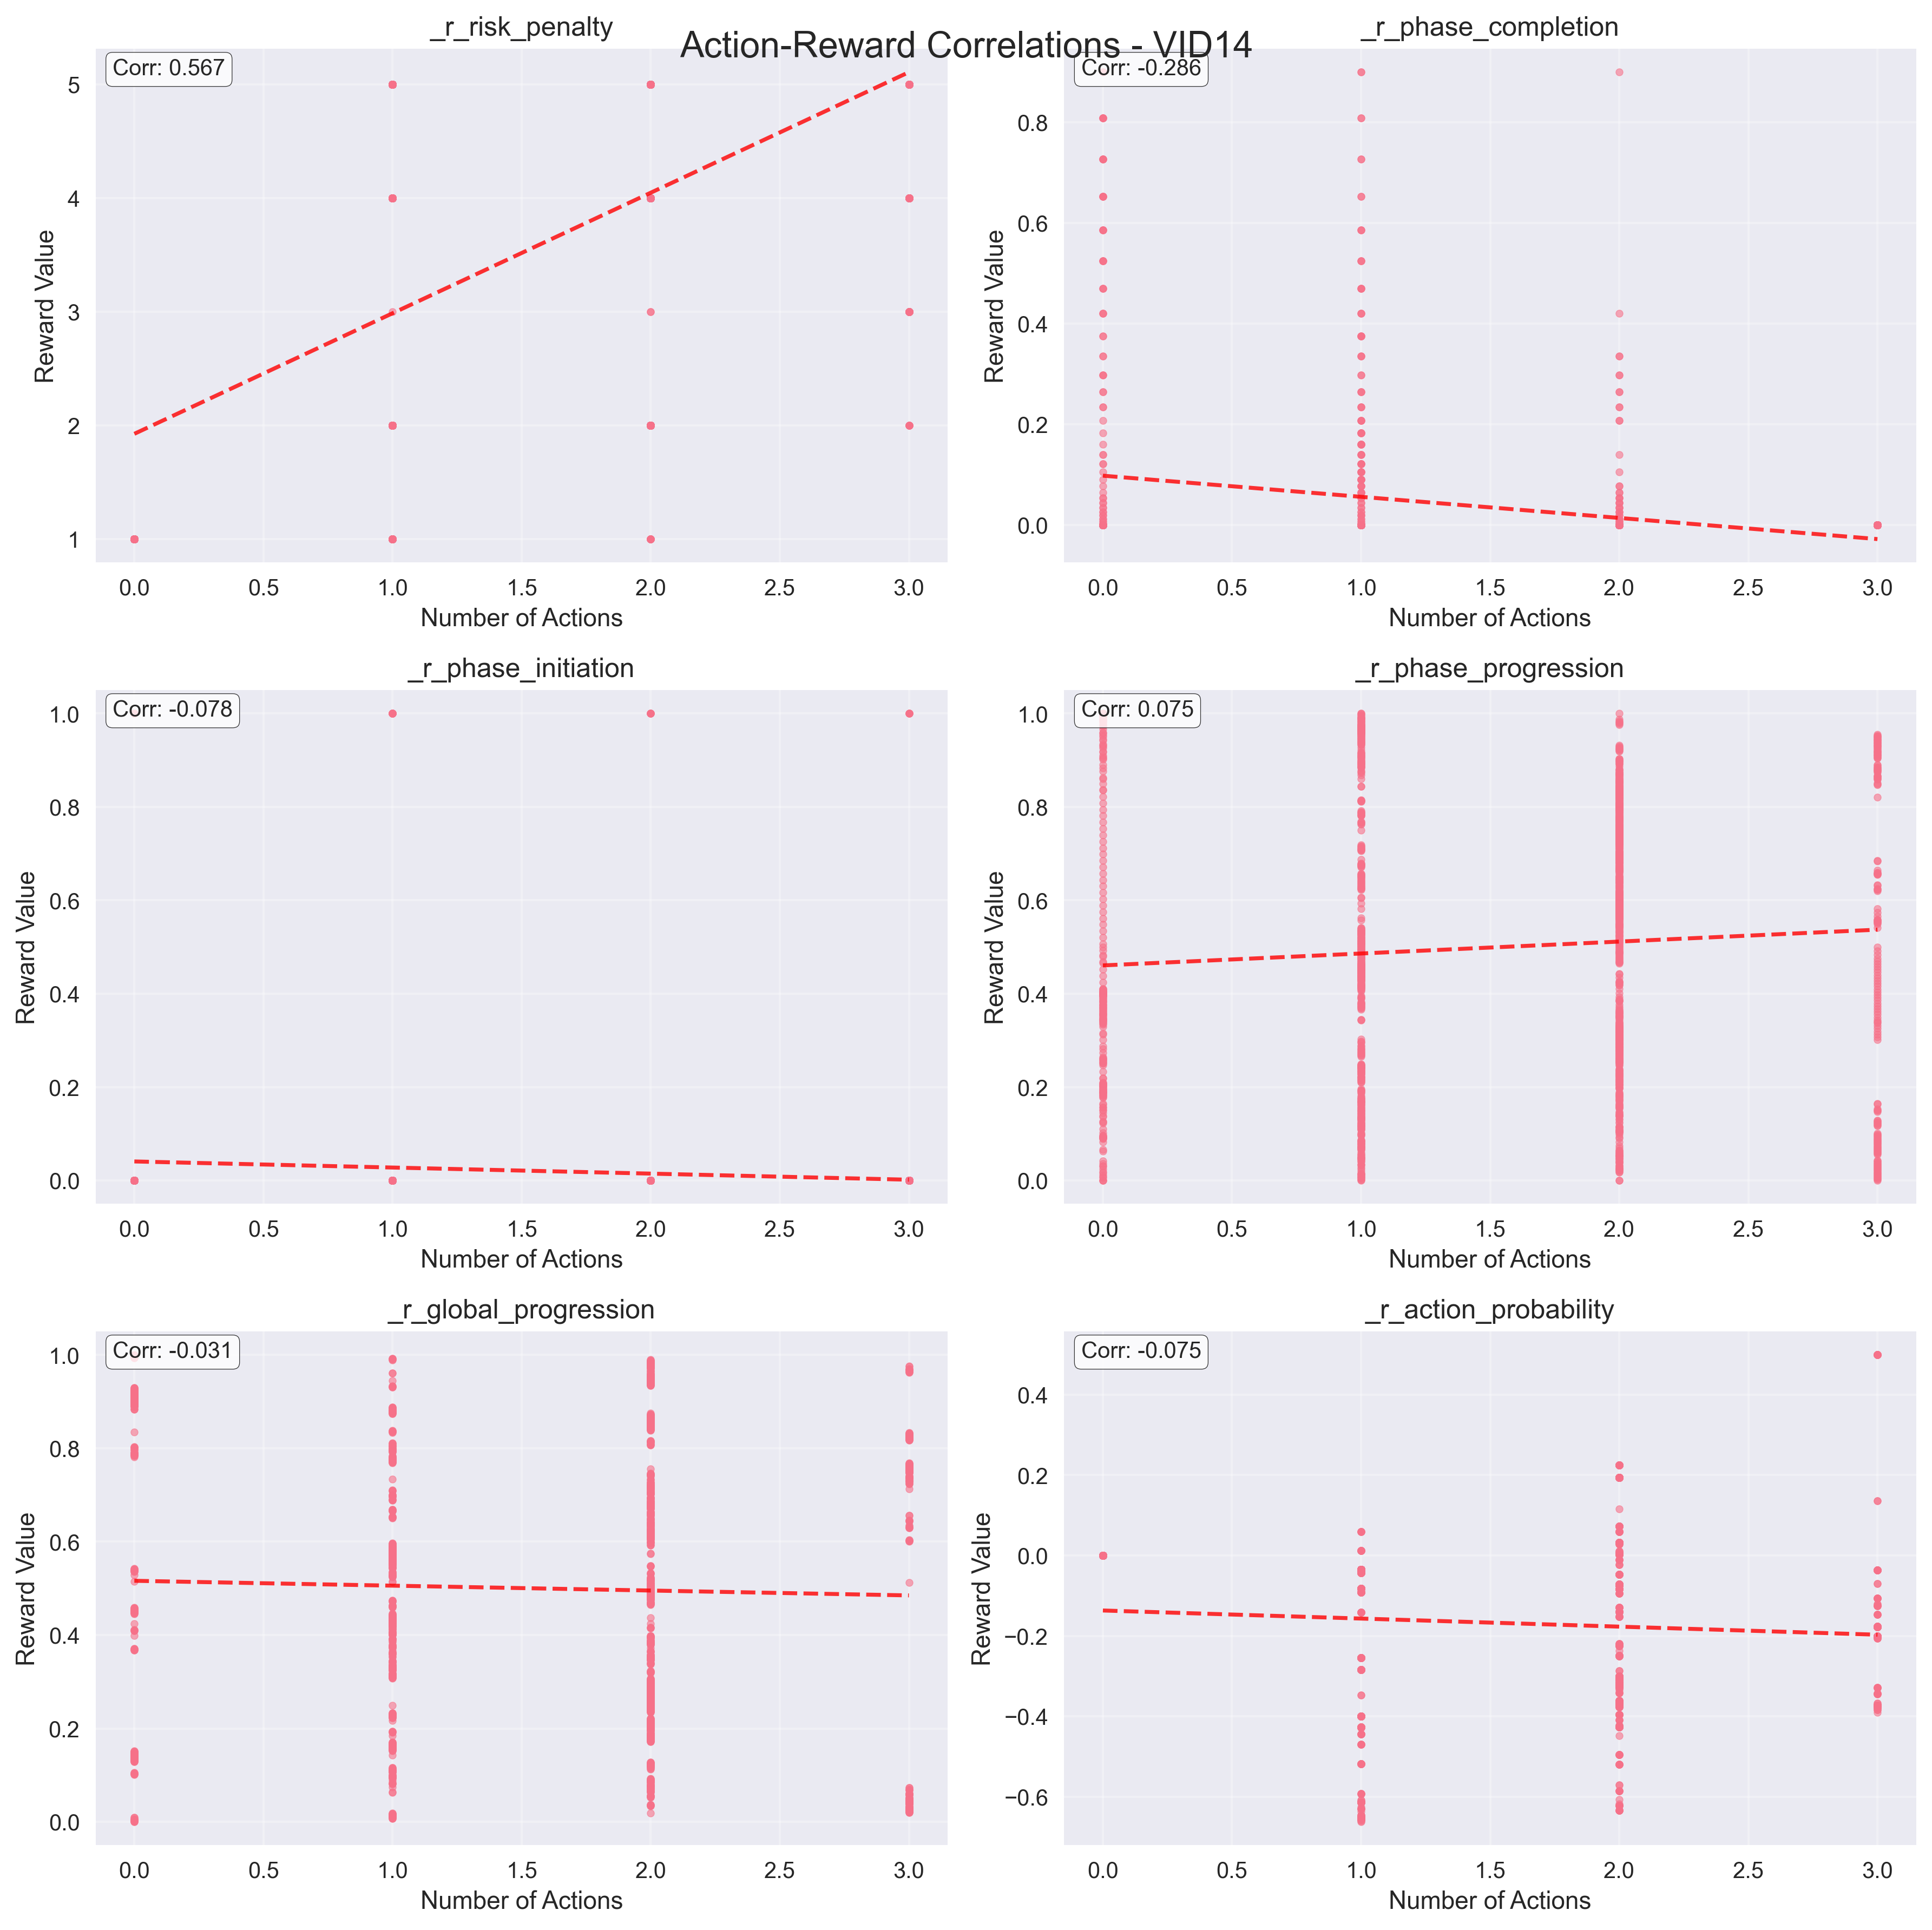 Action-Reward Correlations - VID14
_r_risk_penalty
Corr: 0.567
Reward Value
5
4
3
2
1
0.0 0.5 1.0 1.5 2.0 2.5 3.0
Number of Actions
_r_phase_completion
Corr: -0.286
Reward Value
0.8
0.6
0.4
0.2
0.0
0.0 0.5 1.0 1.5 2.0 2.5 3.0
Number of Actions
_r_phase_initiation
Corr: -0.078
Reward Value
1.0
0.8
0.6
0.4
0.2
0.0
0.0 0.5 1.0 1.5 2.0 2.5 3.0
Number of Actions
_r_phase_progression
Corr: 0.075
Reward Value
1.0
0.8
0.6
0.4
0.2
0.0
0.0 0.5 1.0 1.5 2.0 2.5 3.0
Number of Actions
_r_global_progression
Corr: -0.031
Reward Value
1.0
0.8
0.6
0.4
0.2
0.0
0.0 0.5 1.0 1.5 2.0 2.5 3.0
Number of Actions
_r_action_probability
Corr: -0.075
Reward Value
0.4
0.2
0.0
−0.2
−0.4
−0.6
0.0 0.5 1.0 1.5 2.0 2.5 3.0
Number of Actions